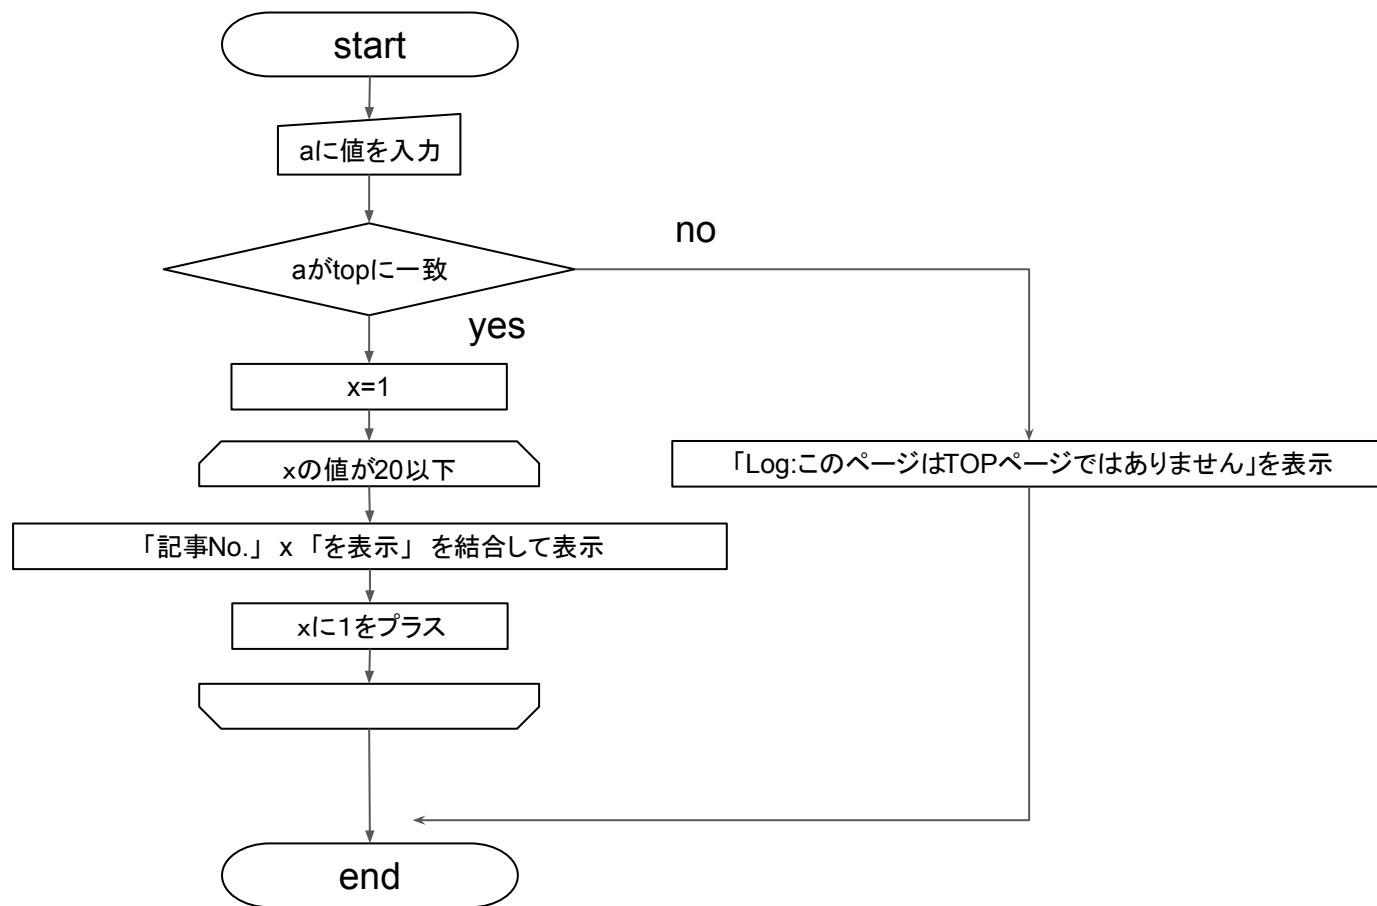 start
aに値を入力
aがtopに一致
no
yes
x=1
xの値が20以下
「Log:このページはTOPページではありません」を表示
「記事No.」 x 「を表示」 を結合して表示
xに１をプラス
end